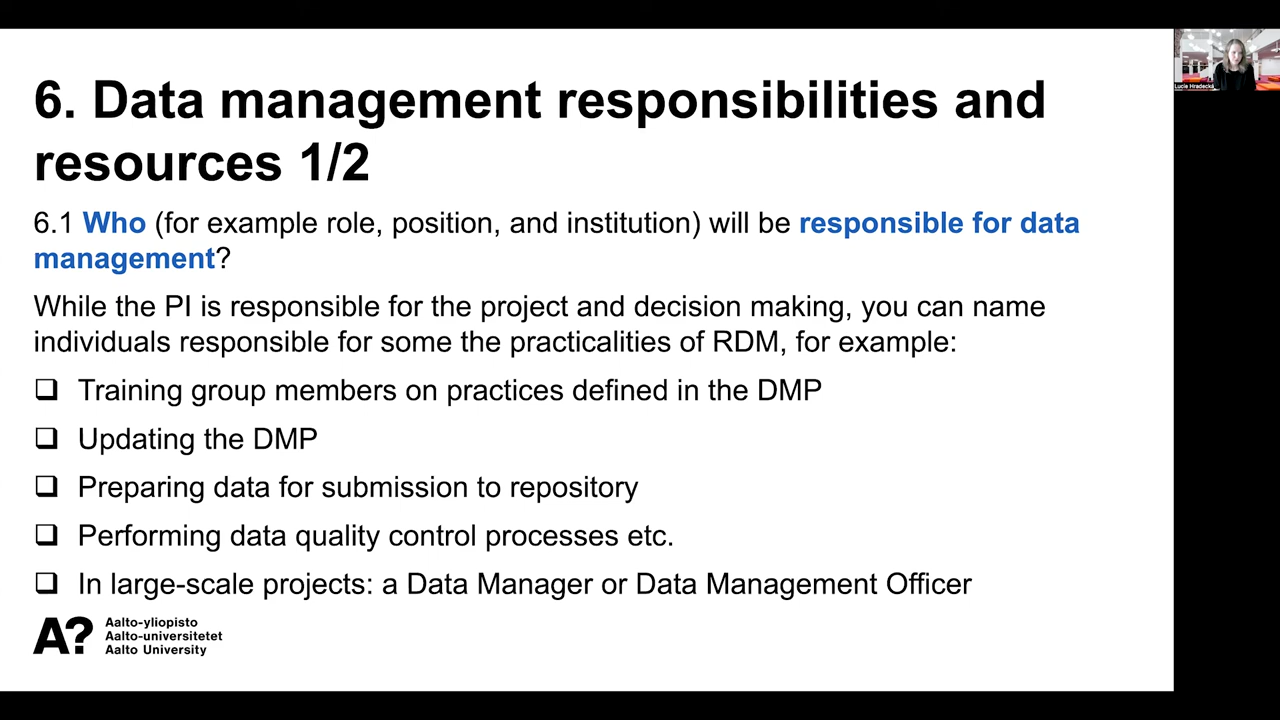 6. Data management responsibilities and
resources 1/2
6.1 Who (for example role, position, and institution) will be responsible for data
management?
While the PI is responsible for the project and decision making, you can name
individuals responsible for some the practicalities of RDM, for example:
❑ Training group members on practices defined in the DMP
❑ Updating the DMP
❑ Preparing data for submission to repository
❑ Performing data quality control processes etc.
❑ In large-scale projects: a Data Manager or Data Management Officer
A?
Aalto-yliopisto
Aalto-universitetet
Aalto University
Lucie Hradecká